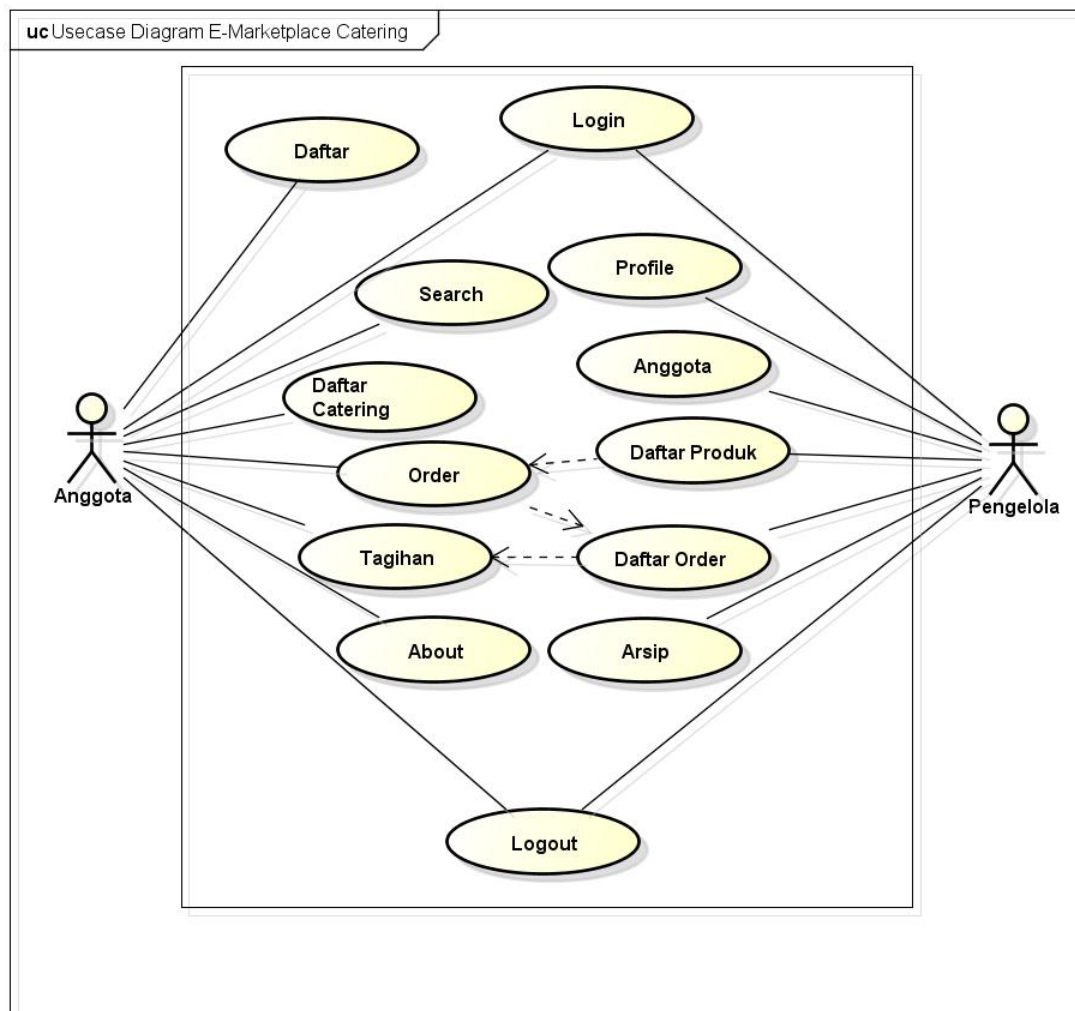 uc Usecase Diagram E-Marketplace Catering
Daftar
Login
Search
Profile
Anggota
Daftar
Catering
Order
Daftar Produk
Anggota
Pengelola
Tagihan
Daftar Order
About
Arsip
Logout